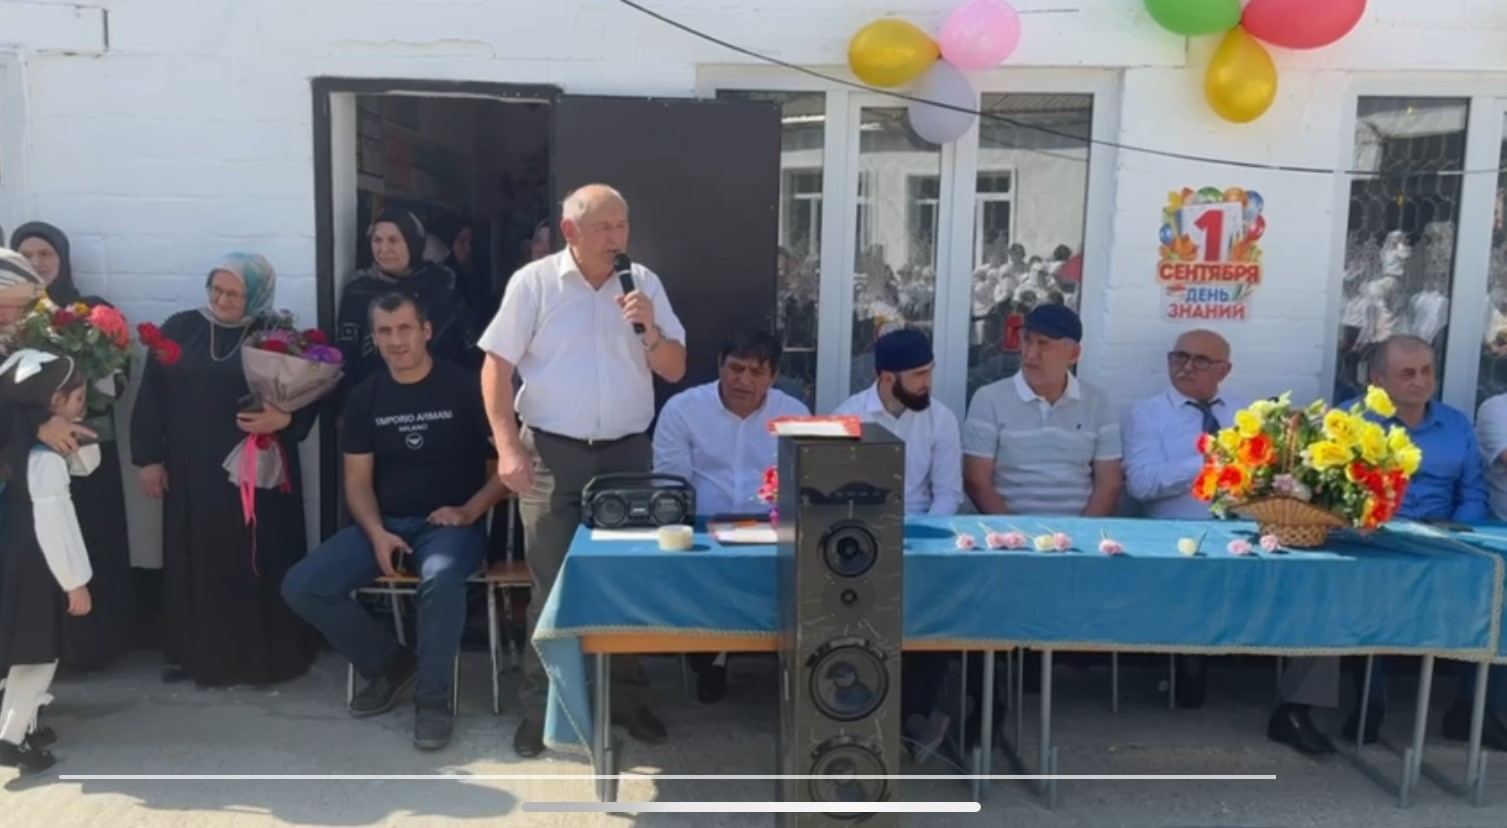 1
СЕНТЯБРЯ
ДЕНЬ
ЗНАНИЙ
EMPORIO ARMANI
MILANO